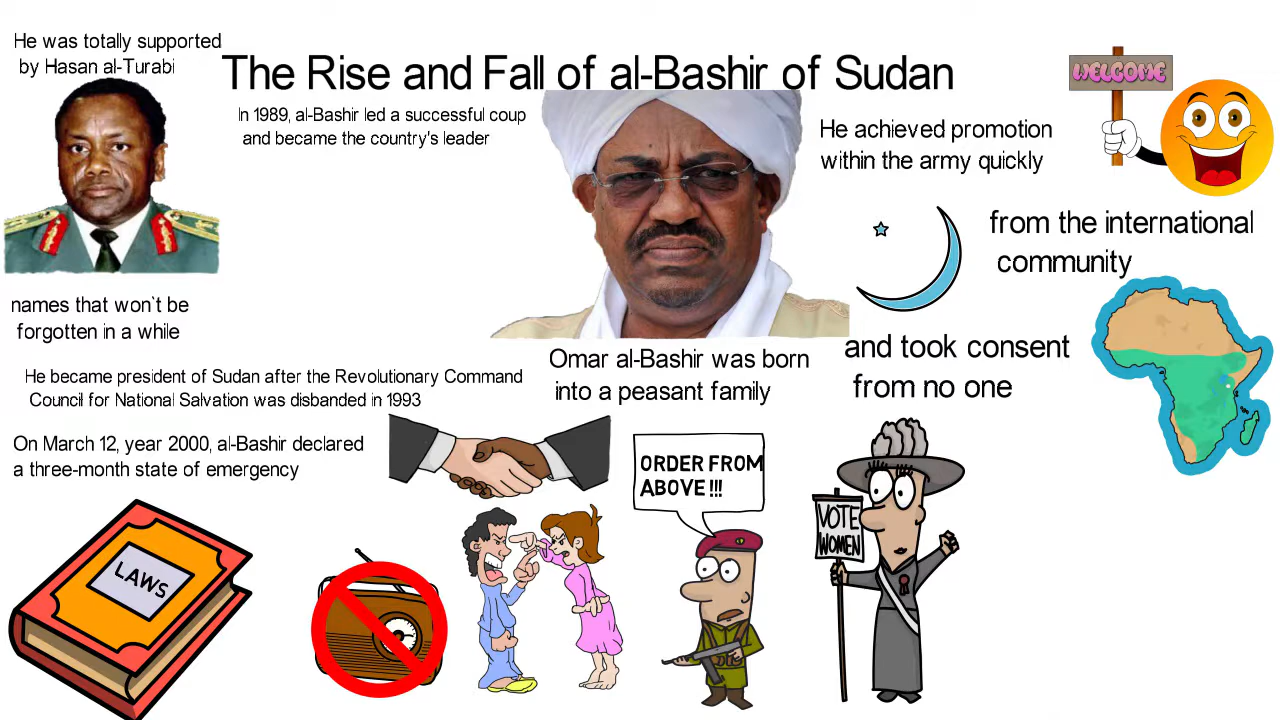 He was totally supported
by Hasan al-Turabi
The Rise and Fall of al-Bashir of Sudan
In 1989, al-Bashir led a successful coup
and became the country's leader
He achieved promotion
within the army quickly
WELCOME
from the international
community
names that won`t be
forgotten in a while
Omar al-Bashir was born
into a peasant family
and took consent
from no one
He became president of Sudan after the Revolutionary Command
Council for National Salvation was disbanded in 1993
On March 12, year 2000, al-Bashir declared
a three-month state of emergency
ORDER FROM
ABOVE !!!
VOTE
WOMEN
LAWS